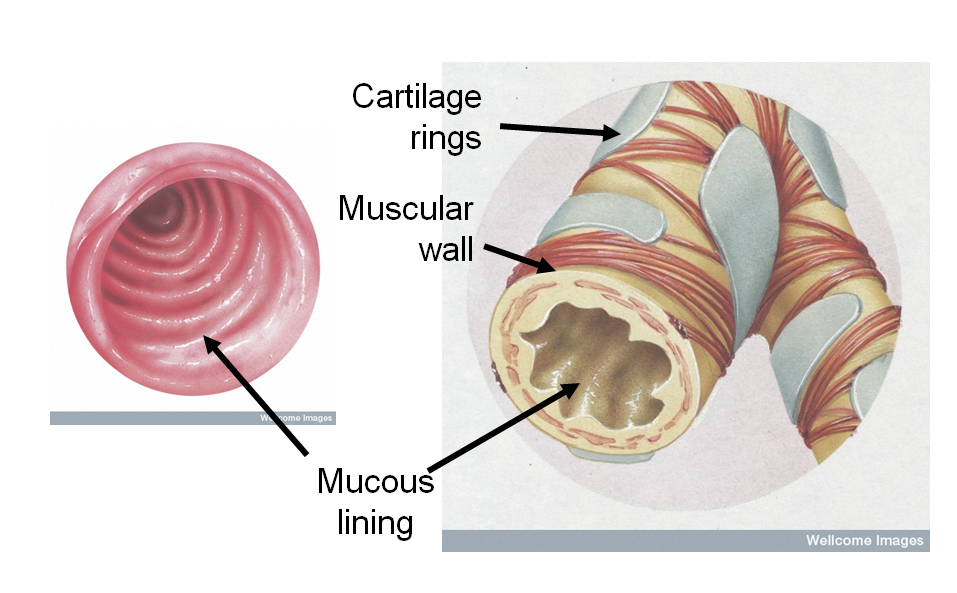 Cartilage
rings
Muscular
wall
Wellcome Images
Mucous
lining
Wellcome Images